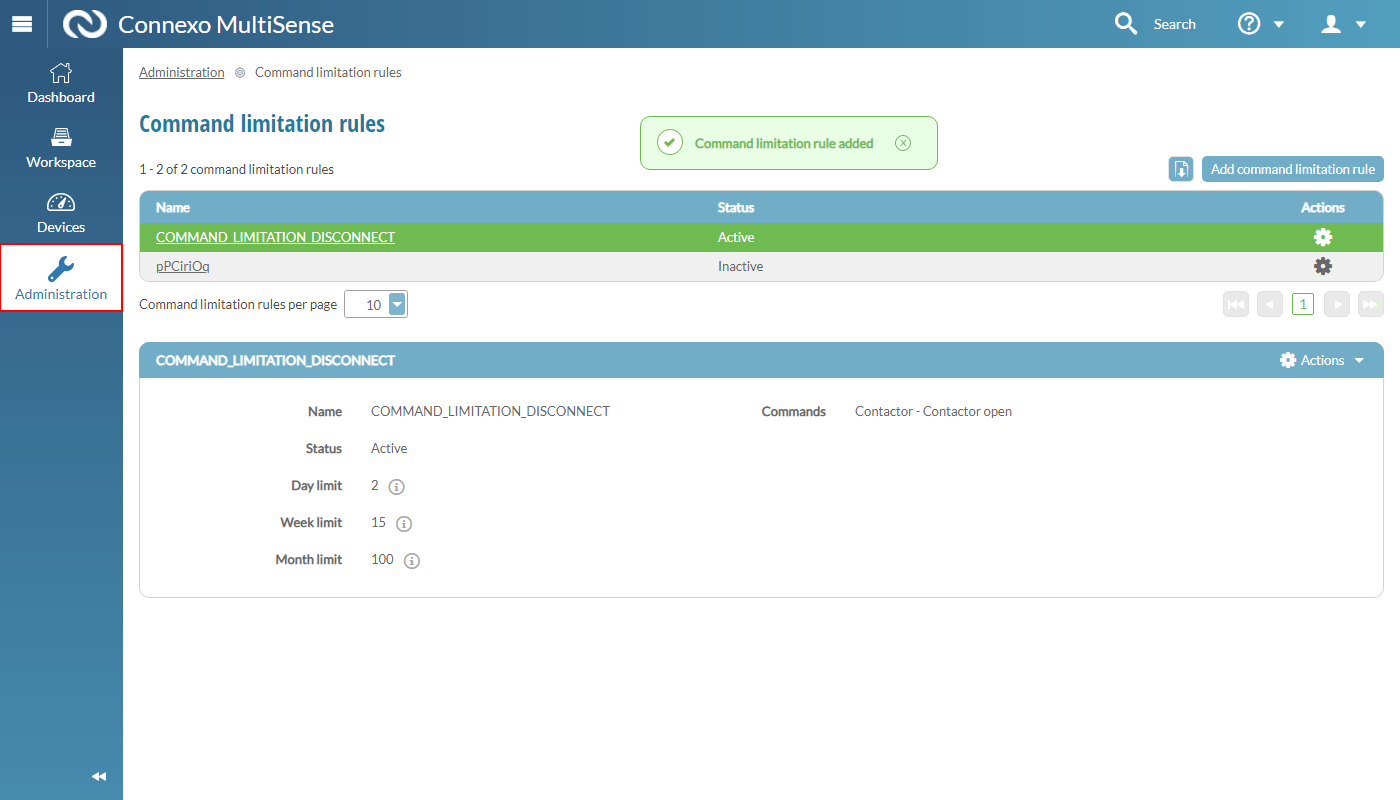 Connexo MultiSense
Search
Dashboard
Workspace
Devices
Administration
Administration Command limitation rules
Command limitation rules
Command limitation rule added
1 - 2 of 2 command limitation rules
Add command limitation rule
Name Status Actions
COMMAND_LIMITATION_DISCONNECT Active
pPCiriOq Inactive
Command limitation rules per page 10
1
COMMAND_LIMITATION_DISCONNECT Actions
Name COMMAND_LIMITATION_DISCONNECT Commands Contactor - Contactor open
Status Active
Day limit 2
Week limit 15
Month limit 100